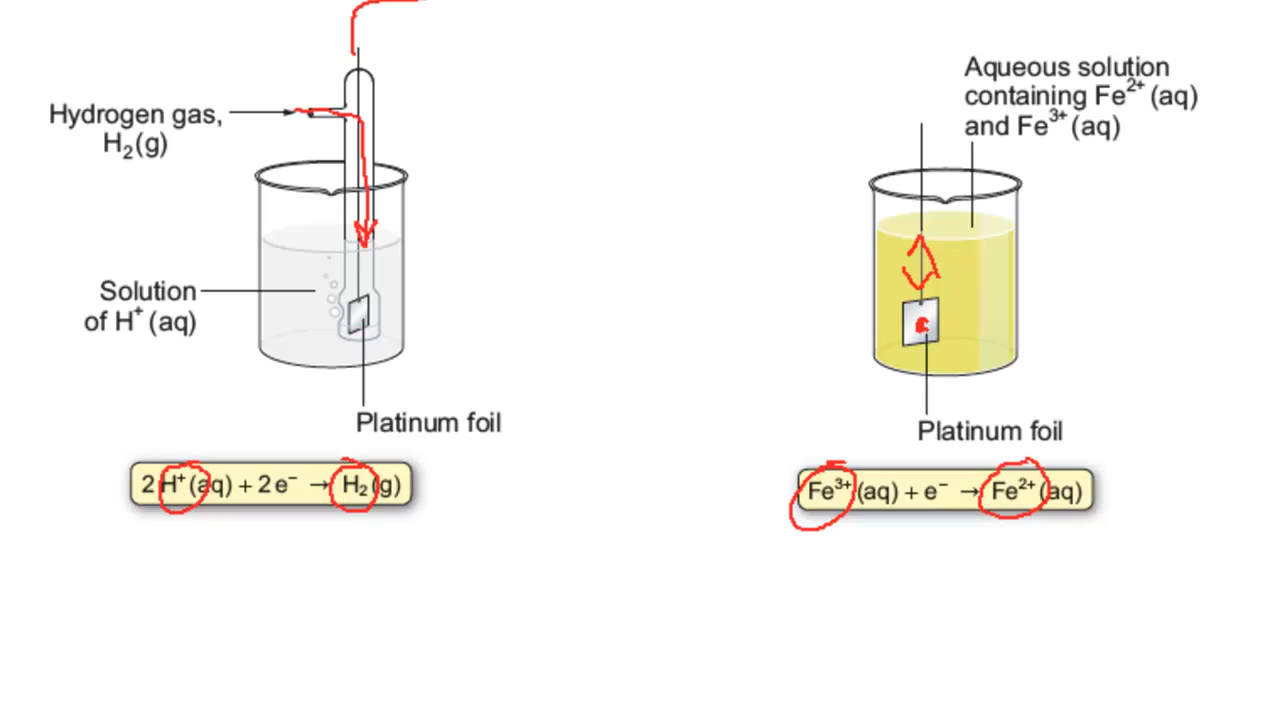 Hydrogen gas,
H₂(g)
Solution
of H⁺ (aq)
Platinum foil
2 H⁺(aq) + 2 e⁻ → H₂(g)
Aqueous solution
containing Fe²⁺ (aq)
and Fe³⁺ (aq)
Platinum foil
Fe³⁺ (aq) + e⁻ → Fe²⁺ (aq)